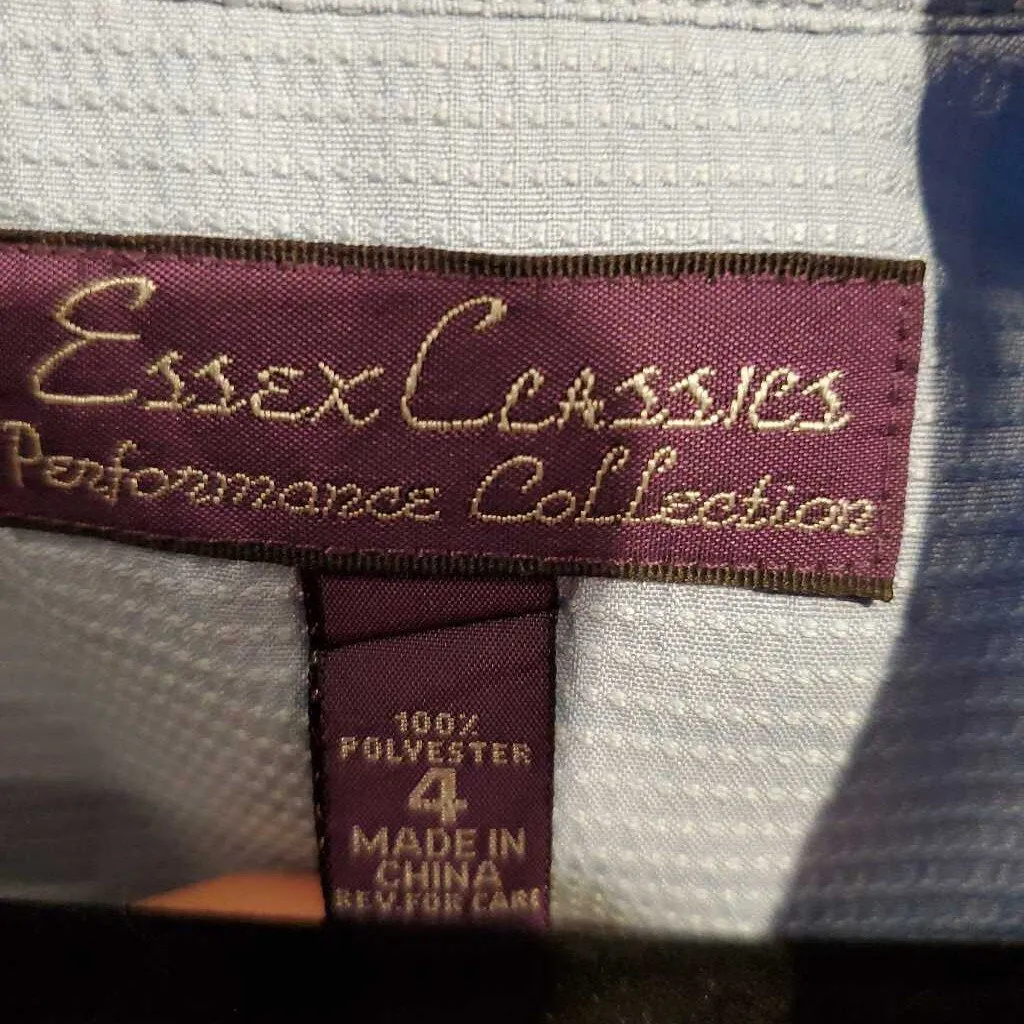 Essex Classics
Performance Collection
100%
POLYESTER
4
MADE IN
CHINA
REV.FOR CARE